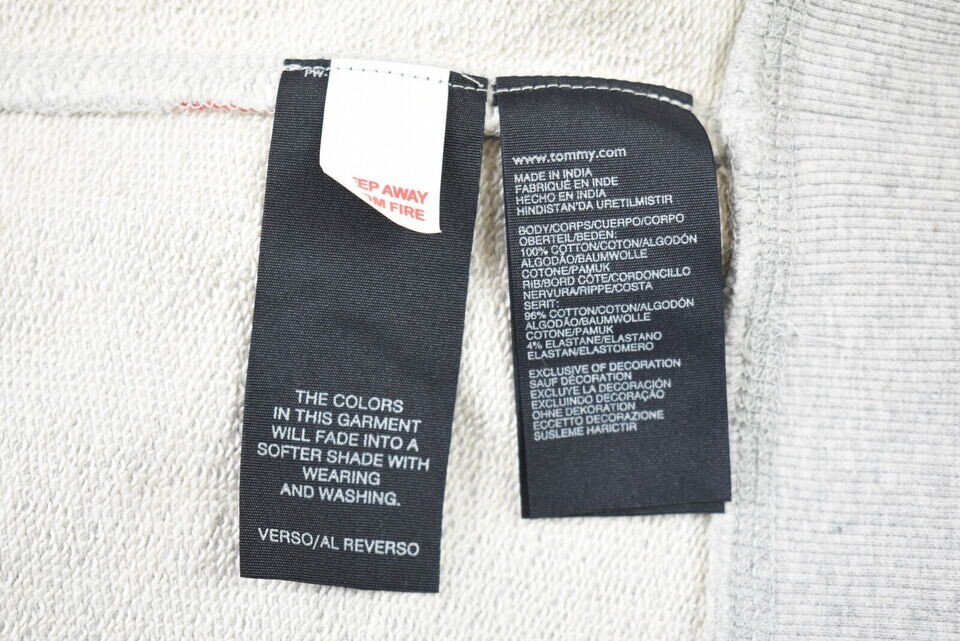 PW-
EP AWAY
M FIRE
THE COLORS
IN THIS GARMENT
WILL FADE INTO A
SOFTER SHADE WITH
WEARING
AND WASHING.
VERSO/AL REVERSO
www.tommy.com
MADE IN INDIA
FABRIQUÉ EN INDE
HECHO EN INDIA
HINDISTAN'DA URETILMISTIR
BODY/CORPS/CUERPO/CORPO
OBERTEIL/BEDEN:
100% COTTON/COTON/ALGODÓN
ALGODÃO/BAUMWOLLE
COTONE/PAMUK
RIB/BORD CÔTE/CORDONCILLO
NERVURA/RIPPE/COSTA
SERIT:
96% COTTON/COTON/ALGODÓN
ALGODÃO/BAUMWOLLE
COTONE/PAMUK
4% ELASTANE/ELASTANO
ELASTAN/ELASTOMERO
EXCLUSIVE OF DECORATION
SAUF DÉCORATION
EXCLUYE LA DECORACIÓN
EXCLUINDO DECORAÇÃO
OHNE DEKORATION
ECCETTO DECORAZIONE
SUSLEME HARICTIR